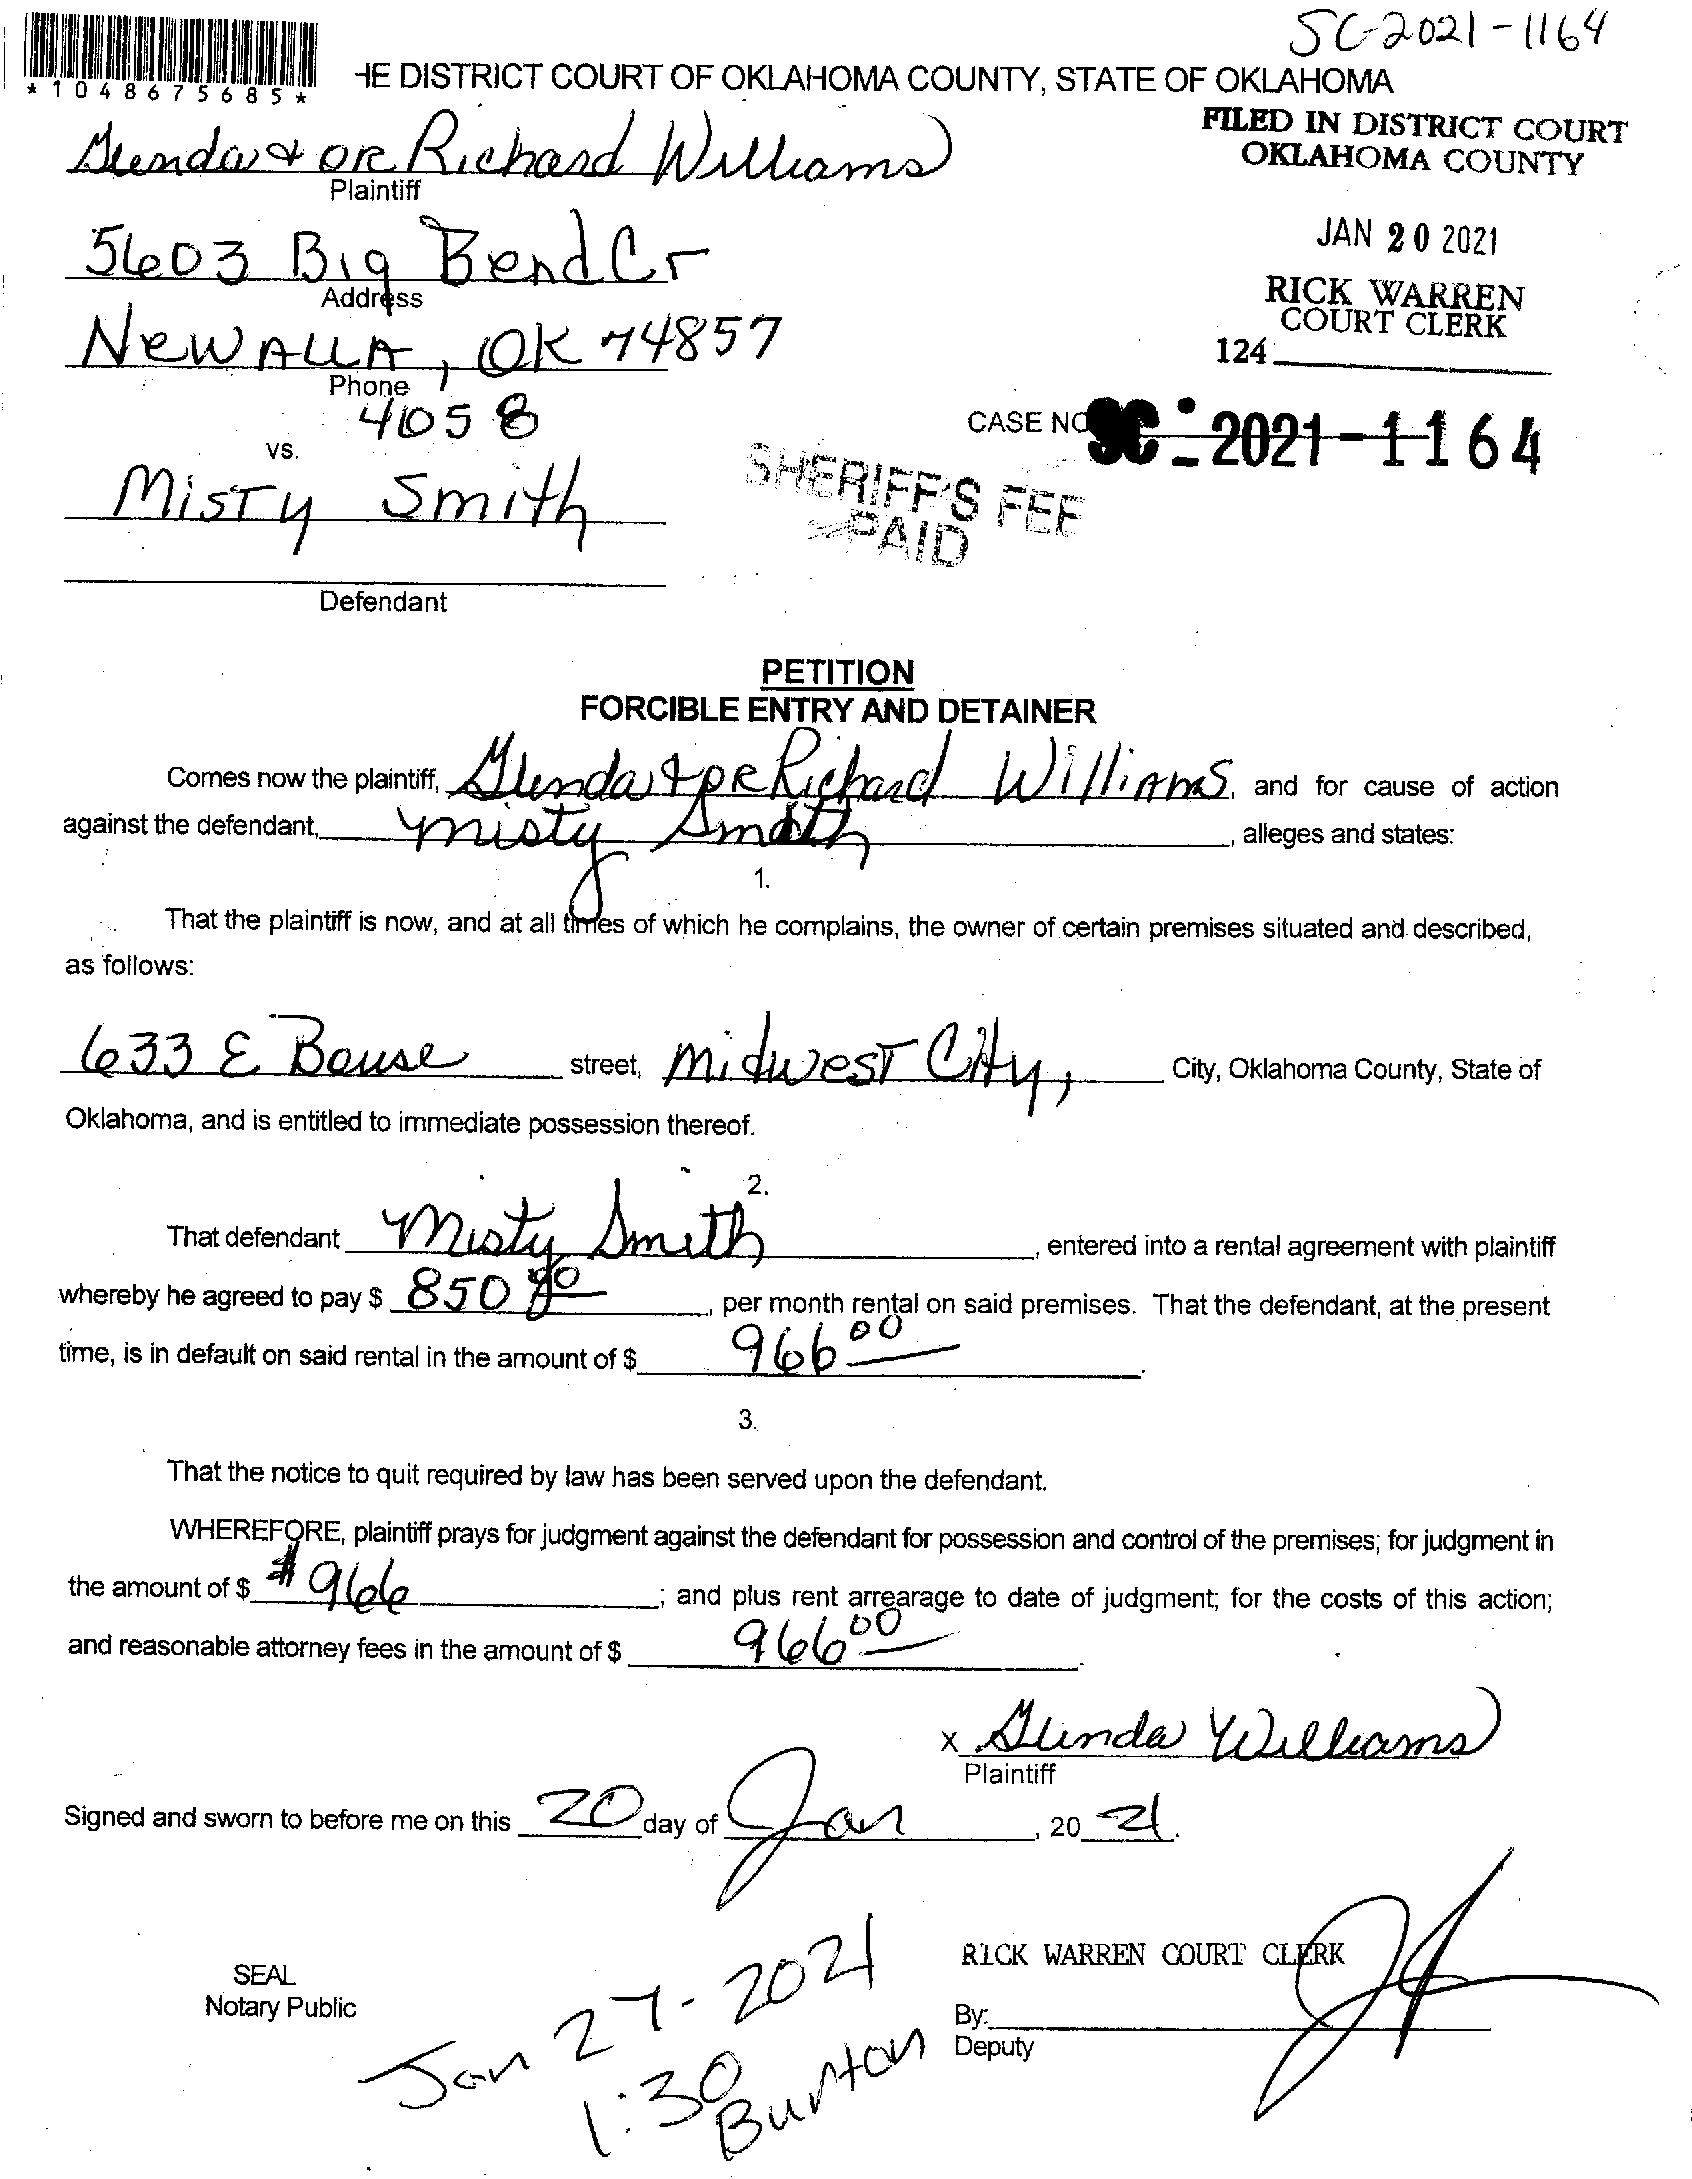 SC-2021-1164
*1048675685*
HE DISTRICT COURT OF OKLAHOMA COUNTY, STATE OF OKLAHOMA
FILED IN DISTRICT COURT
OKLAHOMA COUNTY
Glenda & OR Richard Williams
Plaintiff
JAN 20 2021
5603 Big Bend Cr
Address
RICK WARREN
COURT CLERK
Newalla, OK 74857
124
Phone
4058
CASE NO SC-2021-1164
vs.
Misty Smith
SHERIFF'S FEE
PAID
Defendant
PETITION
FORCIBLE ENTRY AND DETAINER
Comes now the plaintiff, Glenda & OR Richard Williams, and for cause of action
against the defendant, Misty Smith, alleges and states:
1.
That the plaintiff is now, and at all times of which he complains, the owner of certain premises situated and described,
as follows:
633 E Bouse street, Midwest City, City, Oklahoma County, State of
Oklahoma, and is entitled to immediate possession thereof.
2.
That defendant Misty Smith, entered into a rental agreement with plaintiff
whereby he agreed to pay $ 850 00, per month rental on said premises. That the defendant, at the present
time, is in default on said rental in the amount of $ 966 00.
3.
That the notice to quit required by law has been served upon the defendant.
WHEREFORE, plaintiff prays for judgment against the defendant for possession and control of the premises; for judgment in
the amount of $ $966; and plus rent arrearage to date of judgment; for the costs of this action;
and reasonable attorney fees in the amount of $ 966 00.
x Glenda Williams
Plaintiff
Signed and sworn to before me on this 20 day of Jan, 20 21.
RICK WARREN COURT CLERK
SEAL
Notary Public
By:
Deputy
Jan 27-2021
1:30
Burton